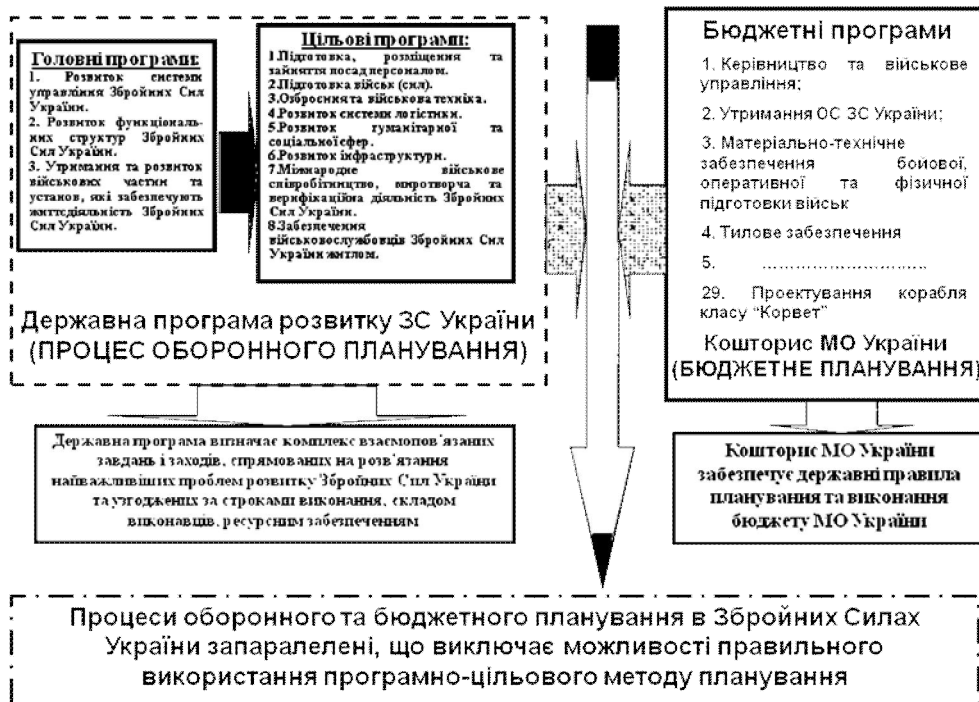 Головні програми:
1. Розвиток системи
управління Збройних Сил
України.
2. Розвиток функціональ-
них структур Збройних
Сил України.
3. Утримання та розвиток
військових частин та
установ, які забезпечують
життєдіяльність Збройних
Сил України.
Цільові програми:
1.Підготовка, розміщення та
зайняття посад персоналом.
2.Підготовка військ (сил).
3.Озброєння та військова техніка.
4.Розвиток системи логістики.
5.Розвиток гуманітарної та
соціальної сфер.
6.Розвиток інфраструктури.
7.Міжнародне військове
співробітництво, миротворча та
верифікаційна діяльність Збройних
Сил України.
8.Забезпечення
військовослужбовців Збройних Сил
України житлом.
Державна програма розвитку ЗС України
(ПРОЦЕС ОБОРОННОГО ПЛАНУВАННЯ)
Державна програма визначає комплекс взаємопов'язаних
завдань і заходів, спрямованих на розв'язання
найважливіших проблем розвитку Збройних Сил України
та узгоджених за строками виконання, складом
виконавців, ресурсним забезпеченням
Бюджетні програми
1. Керівництво та військове
управління;
2. Утримання ОС ЗС України;
3. Матеріально-технічне
забезпечення бойової,
оперативної та фізичної
підготовки військ
4. Тилове забезпечення
5. ..............................
29. Проектування корабля
класу "Корвет"
Кошторис МО України
(БЮДЖЕТНЕ ПЛАНУВАННЯ)
Кошторис МО України
забезпечує державні правила
планування та виконання
бюджету МО України
Процеси оборонного та бюджетного планування в Збройних Силах
України запаралелені, що виключає можливості правильного
використання програмно-цільового методу планування